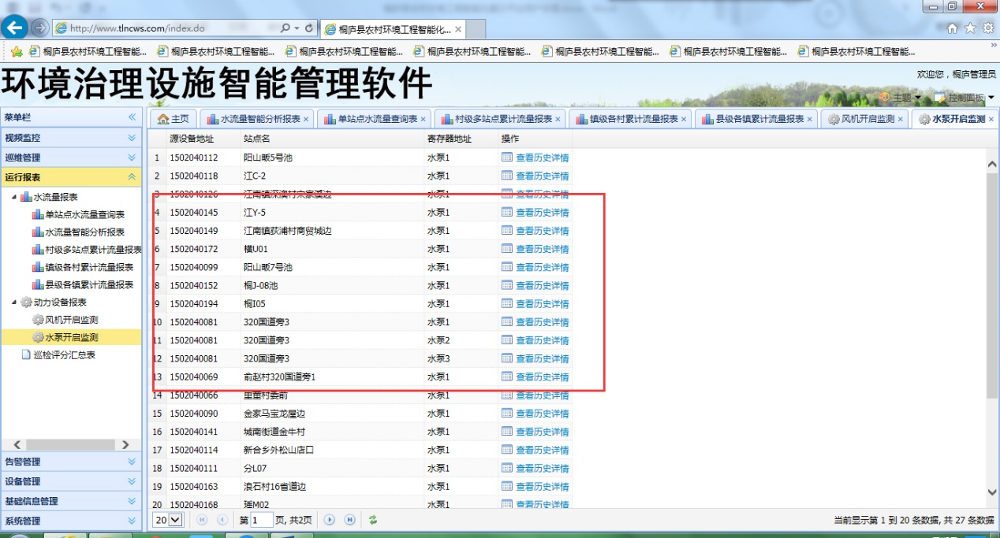 http://www.tlncws.com/index.do
桐庐县农村环境工程智能化...
桐庐县农村环境工程智能... 桐庐县农村环境工程智能... 桐庐县农村环境工程智能... 桐庐县农村环境工程智能... 桐庐县农村环境工程智能... 桐庐县农村环境工程智能... 桐庐县农村环境工程智能...
环境治理设施智能管理软件
欢迎您，桐庐管理员
主题 控制面板
菜单栏
视频监控
巡维管理
运行报表
水流量报表
单站点水流量查询表
水流量智能分析报表
村级多站点累计流量报表
镇级各村累计流量报表
县级各镇累计流量报表
动力设备报表
风机开启监测
水泵开启监测
巡检评分汇总表
告警管理
设备管理
基础信息管理
系统管理
主页 水流量智能分析报表 单站点水流量查询表 村级多站点累计流量报表 镇级各村累计流量报表 县级各镇累计流量报表 风机开启监测 水泵开启监测
源设备地址 站点名 寄存器地址 操作
1 1502040112 阳山畈5号池 水泵1 查看历史详情
2 1502040118 江C-2 水泵1 查看历史详情
3 1502040126 江南镇深澳村宗家溪边 水泵1 查看历史详情
4 1502040145 江Y-5 水泵1 查看历史详情
5 1502040149 江南镇荻浦村商贸城边 水泵1 查看历史详情
6 1502040172 横U01 水泵1 查看历史详情
7 1502040099 阳山畈7号池 水泵1 查看历史详情
8 1502040152 桐J-08池 水泵1 查看历史详情
9 1502040194 桐I05 水泵1 查看历史详情
10 1502040081 320国道旁3 水泵1 查看历史详情
11 1502040081 320国道旁3 水泵2 查看历史详情
12 1502040081 320国道旁3 水泵3 查看历史详情
13 1502040069 俞赵村320国道旁1 水泵1 查看历史详情
14 1502040066 里董村委前 水泵1 查看历史详情
15 1502040090 金家马宝龙屋边 水泵1 查看历史详情
16 1502040141 城南街道金牛村 水泵1 查看历史详情
17 1502040114 新合乡外松山店口 水泵1 查看历史详情
18 1502040111 分L07 水泵1 查看历史详情
19 1502040163 浪石村16省道边 水泵1 查看历史详情
20 1502040168 瑶M02 水泵1 查看历史详情
20 第 1 页, 共2页
当前显示第 1 到 20 条数据, 共 27 条数据